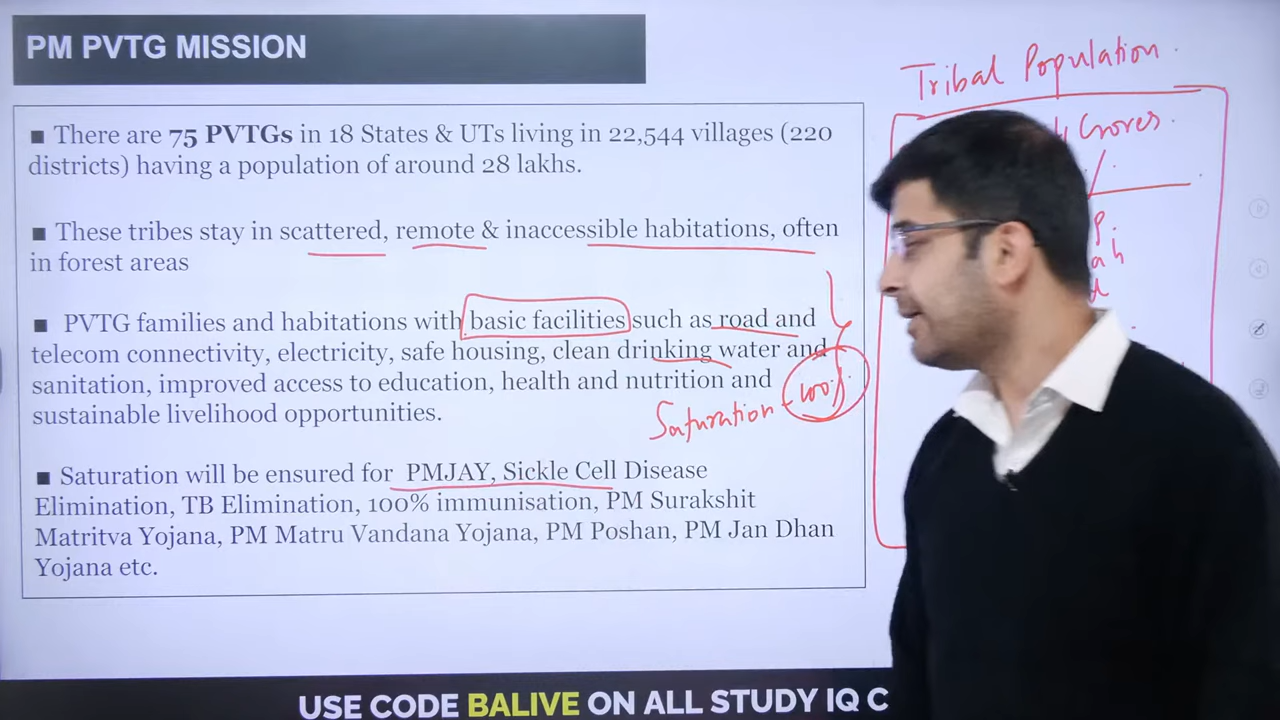 PM PVTG MISSION
■ There are 75 PVTGs in 18 States & UTs living in 22,544 villages (220
districts) having a population of around 28 lakhs.
■ These tribes stay in scattered, remote & inaccessible habitations, often
in forest areas
■ PVTG families and habitations with basic facilities such as road and
telecom connectivity, electricity, safe housing, clean drinking water and
sanitation, improved access to education, health and nutrition and
sustainable livelihood opportunities.
Saturation - 100%
■ Saturation will be ensured for PMJAY, Sickle Cell Disease
Elimination, TB Elimination, 100% immunisation, PM Surakshit
Matritva Yojana, PM Matru Vandana Yojana, PM Poshan, PM Jan Dhan
Yojana etc.
Tribal Population
Crores
USE CODE BALIVE ON ALL STUDY IQ C